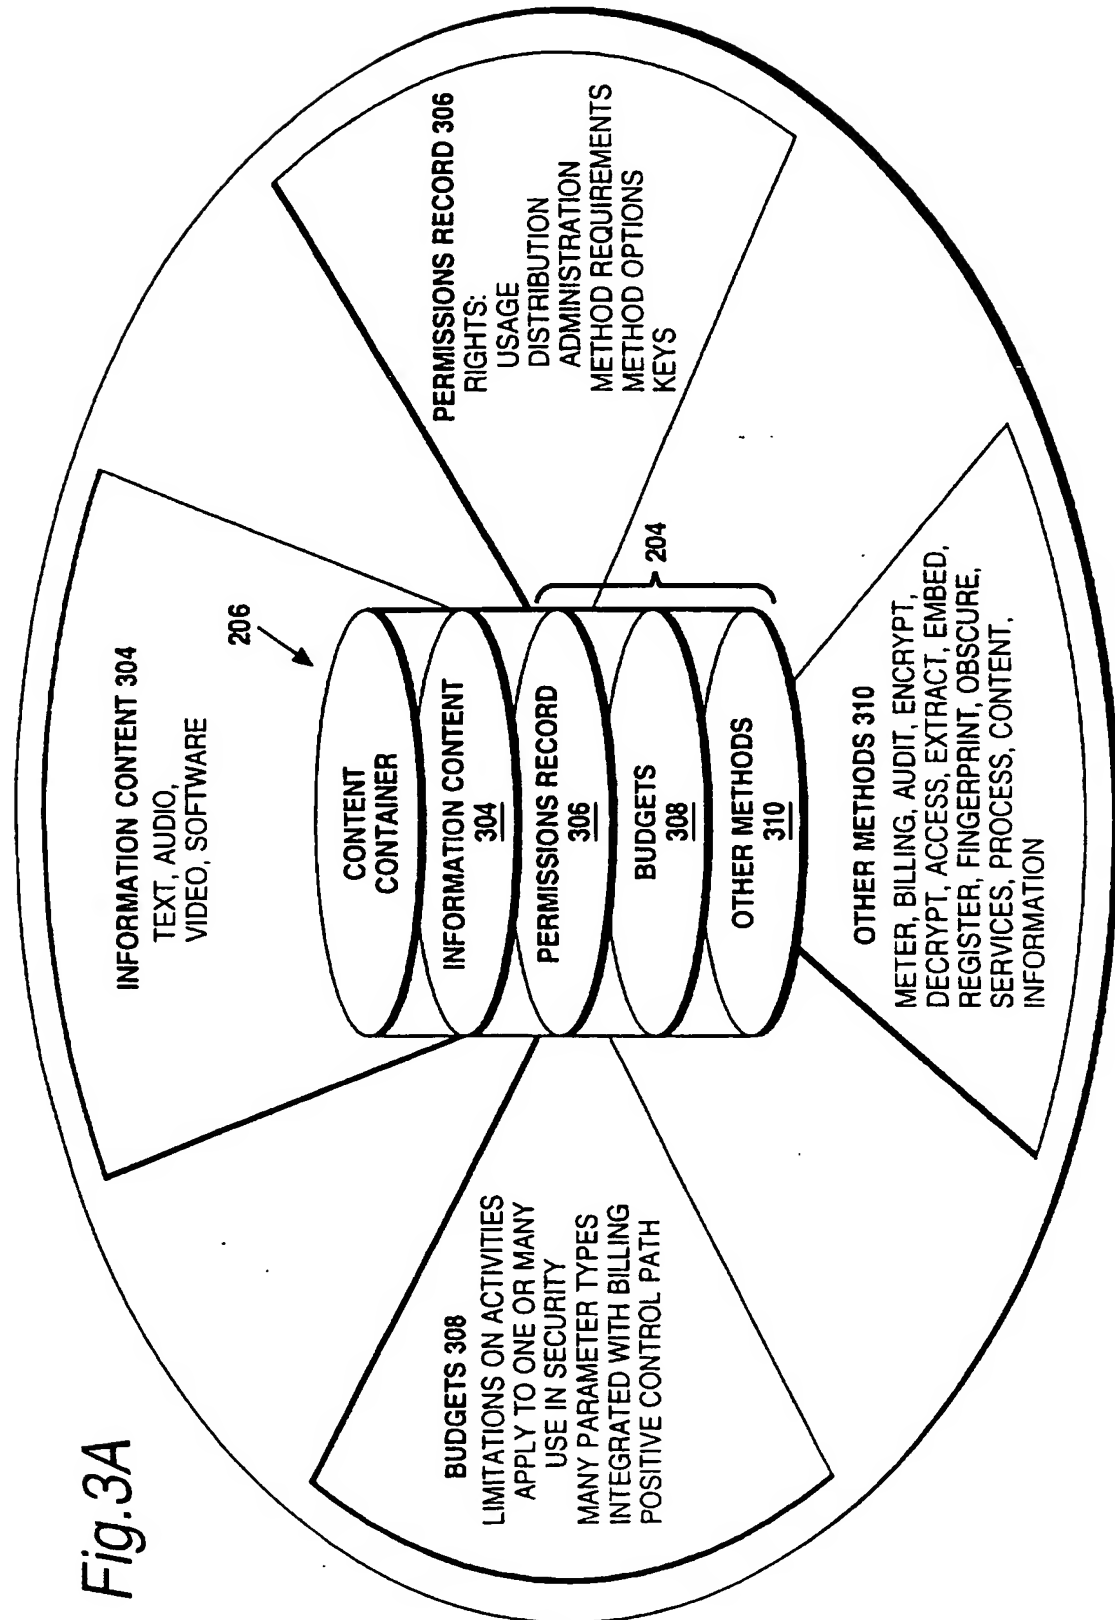 Fig.3A
INFORMATION CONTENT 304
TEXT, AUDIO,
VIDEO, SOFTWARE
206
CONTENT
CONTAINER
INFORMATION CONTENT
304
PERMISSIONS RECORD
306
BUDGETS
308
OTHER METHODS
310
204
BUDGETS 308
LIMITATIONS ON ACTIVITIES
APPLY TO ONE OR MANY
USE IN SECURITY
MANY PARAMETER TYPES
INTEGRATED WITH BILLING
POSITIVE CONTROL PATH
PERMISSIONS RECORD 306
RIGHTS:
USAGE
DISTRIBUTION
ADMINISTRATION
METHOD REQUIREMENTS
METHOD OPTIONS
KEYS
OTHER METHODS 310
METER, BILLING, AUDIT, ENCRYPT,
DECRYPT, ACCESS, EXTRACT, EMBED,
REGISTER, FINGERPRINT, OBSCURE,
SERVICES, PROCESS, CONTENT,
INFORMATION